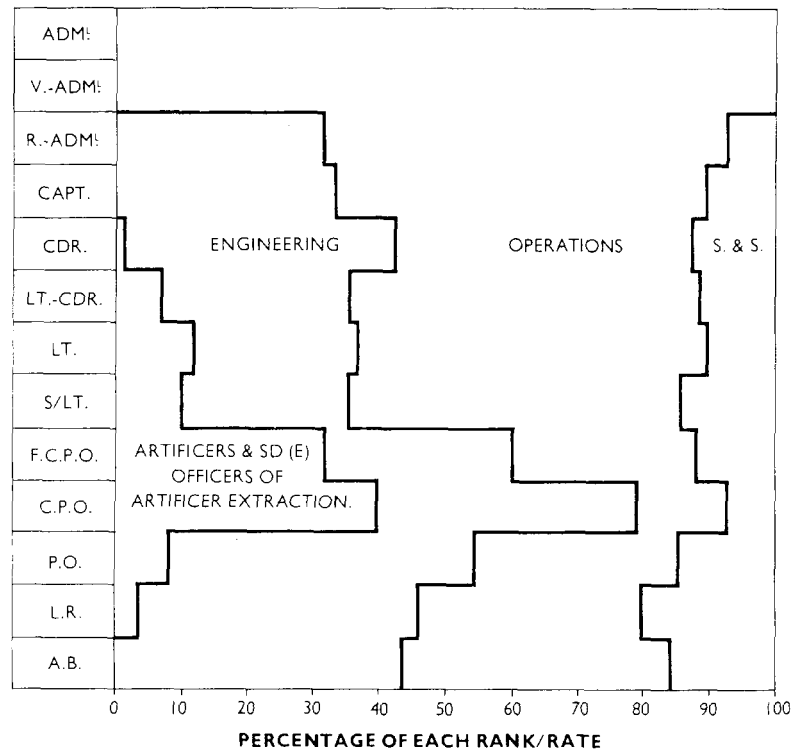 ADML
V.-ADML
R.-ADML
CAPT.
CDR.
LT.-CDR.
LT.
S/LT.
F.C.P.O.
C.P.O.
P.O.
L.R.
A.B.
ENGINEERING
OPERATIONS
S. & S.
ARTIFICERS & SD (E)
OFFICERS OF
ARTIFICER EXTRACTION.
0 10 20 30 40 50 60 70 80 90 100
PERCENTAGE OF EACH RANK/RATE